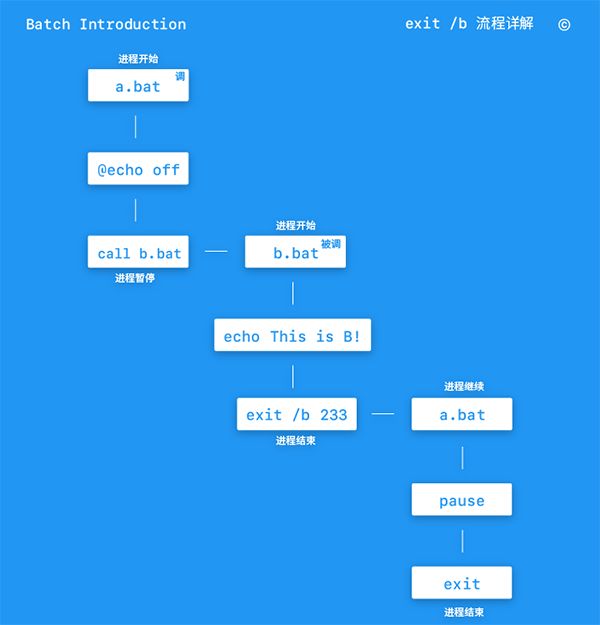 Batch Introduction
exit /b 流程详解 ©
进程开始
a.bat 调
@echo off
call b.bat
进程暂停
进程开始
b.bat 被调
echo This is B!
exit /b 233
进程结束
进程继续
a.bat
pause
exit
进程结束